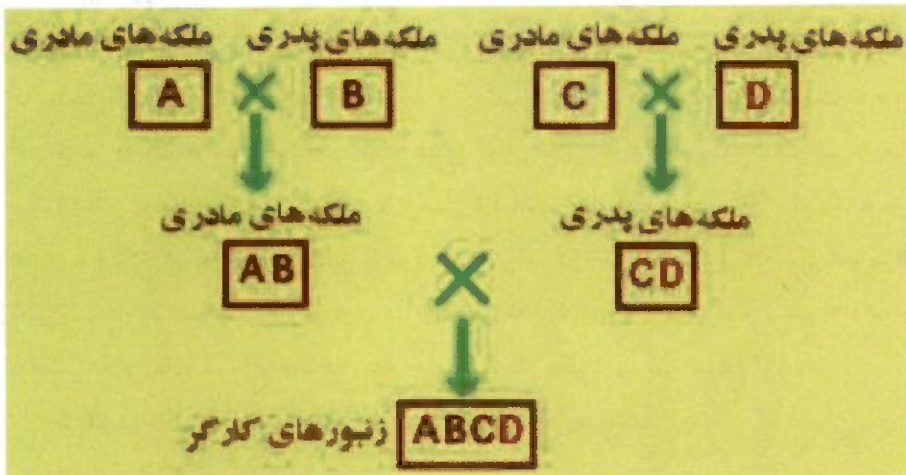 ملکه‌های مادری ملکه‌های پدری ملکه‌های مادری ملکه‌های پدری
A × B C × D
ملکه‌های مادری ملکه‌های پدری
AB × CD
زنبورهای کارگر ABCD